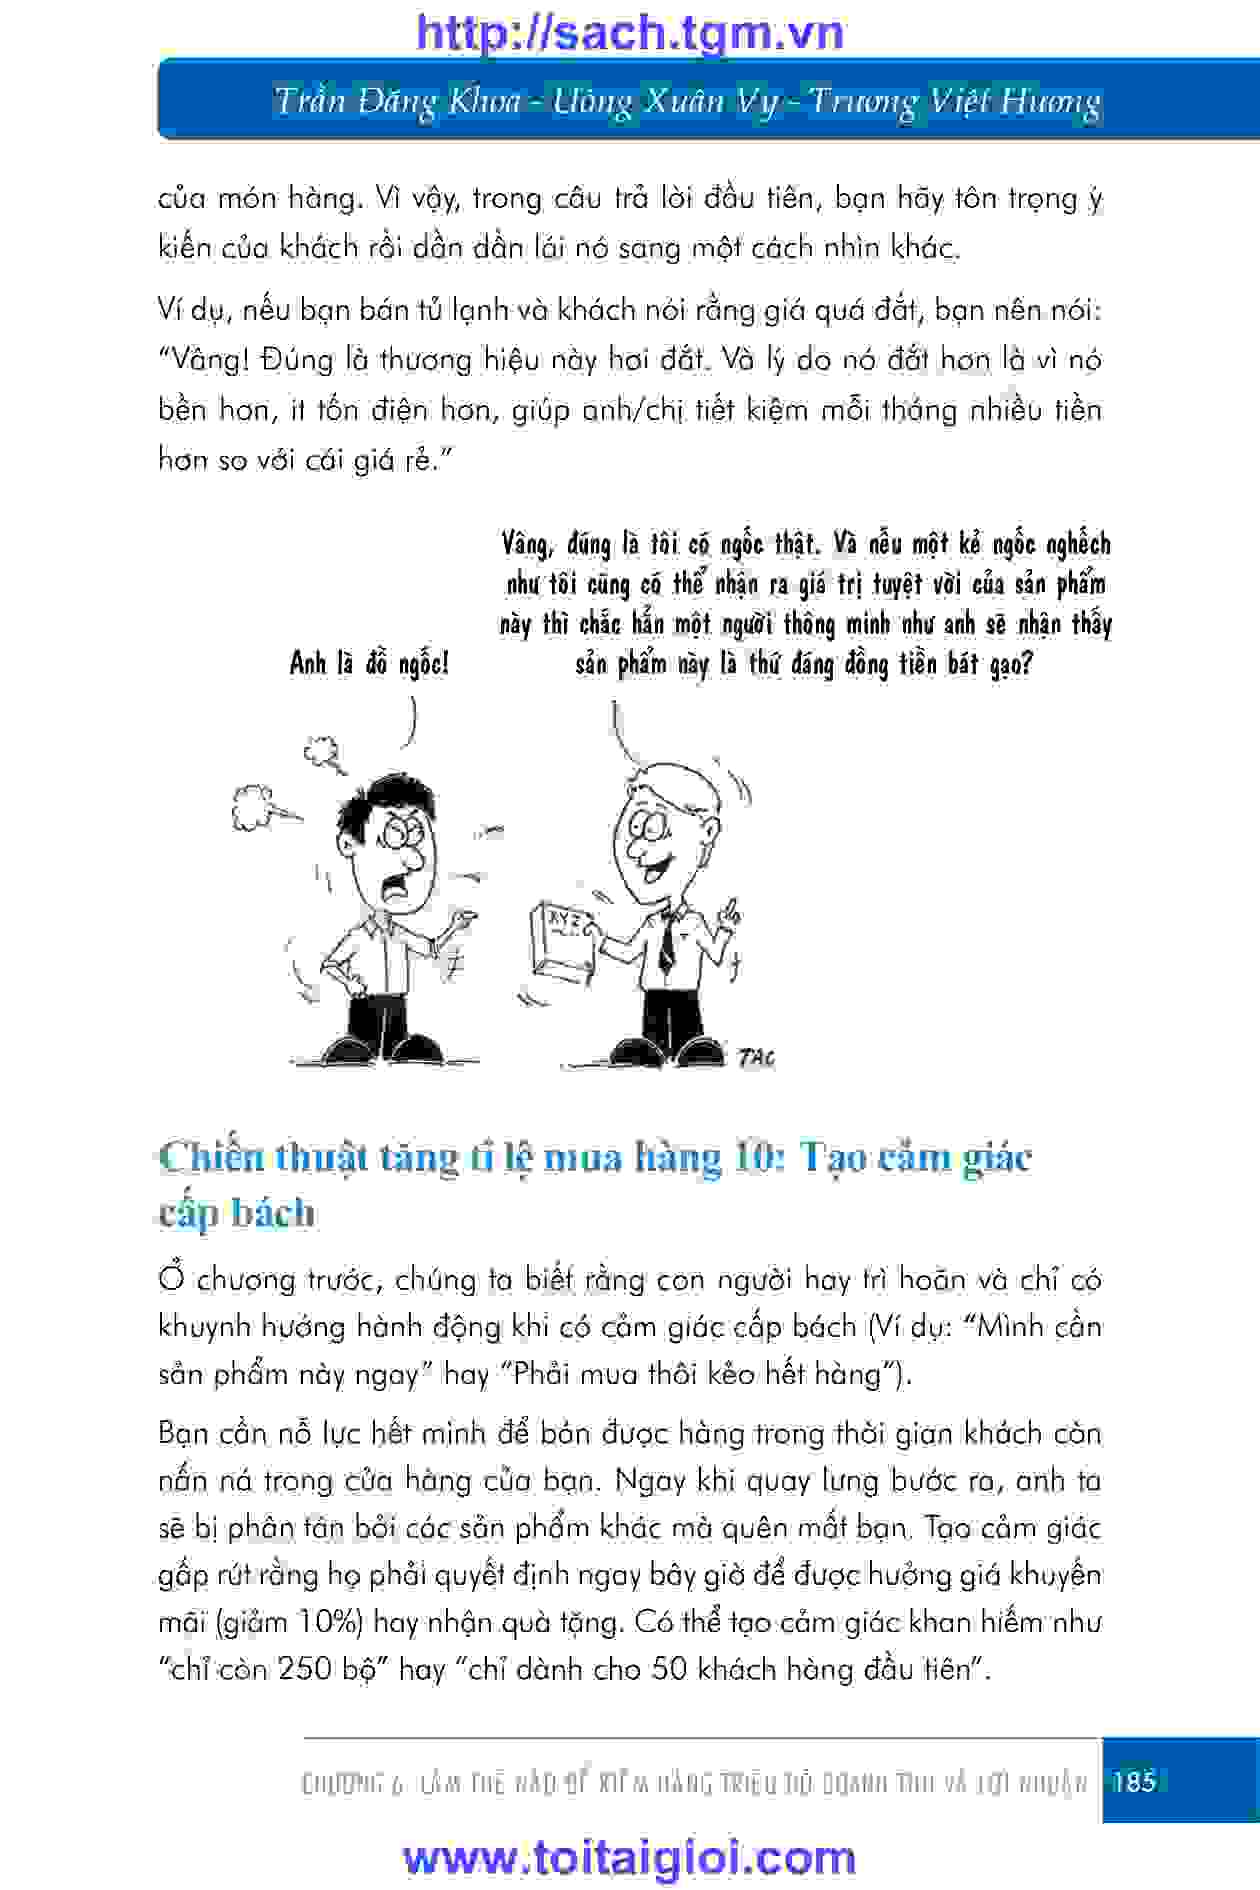 http://sach.tgm.vn
Trần Đăng Khoa - Uông Xuân Vy - Trương Việt Hương
của món hàng. Vì vậy, trong câu trả lời đầu tiên, bạn hãy tôn trọng ý
kiến của khách rồi dần dần lái nó sang một cách nhìn khác.
Ví dụ, nếu bạn bán tủ lạnh và khách nói rằng giá quá đắt, bạn nên nói:
“Vâng! Đúng là thương hiệu này hơi đắt. Và lý do nó đắt hơn là vì nó
bền hơn, ít tốn điện hơn, giúp anh/chị tiết kiệm mỗi tháng nhiều tiền
hơn so với cái giá rẻ.”
Vâng, đúng là tôi có ngốc thật. Và nếu một kẻ ngốc nghếch
như tôi cũng có thể nhận ra giá trị tuyệt vời của sản phẩm
này thì chắc hẳn một người thông minh như anh sẽ nhận thấy
sản phẩm này là thứ đáng đồng tiền bát gạo?
Anh là đồ ngốc!
XYZ
TAC
Chiến thuật tăng tỉ lệ mua hàng 10: Tạo cảm giác
cấp bách
Ở chương trước, chúng ta biết rằng con người hay trì hoãn và chỉ có
khuynh hướng hành động khi có cảm giác cấp bách (Ví dụ: “Mình cần
sản phẩm này ngay” hay “Phải mua thôi kẻo hết hàng”).
Bạn cần nỗ lực hết mình để bán được hàng trong thời gian khách còn
nấn ná trong cửa hàng của bạn. Ngay khi quay lưng bước ra, anh ta
sẽ bị phân tán bởi các sản phẩm khác mà quên mất bạn. Tạo cảm giác
gấp rút rằng họ phải quyết định ngay bây giờ để được hưởng giá khuyến
mãi (giảm 10%) hay nhận quà tặng. Có thể tạo cảm giác khan hiếm như
“chỉ còn 250 bộ” hay “chỉ dành cho 50 khách hàng đầu tiên”.
CHƯƠNG 6: LÀM THẾ NÀO ĐỂ KIẾM HÀNG TRIỆU ĐÔ DOANH THU VÀ LỢI NHUẬN 185
www.toitaigioi.com